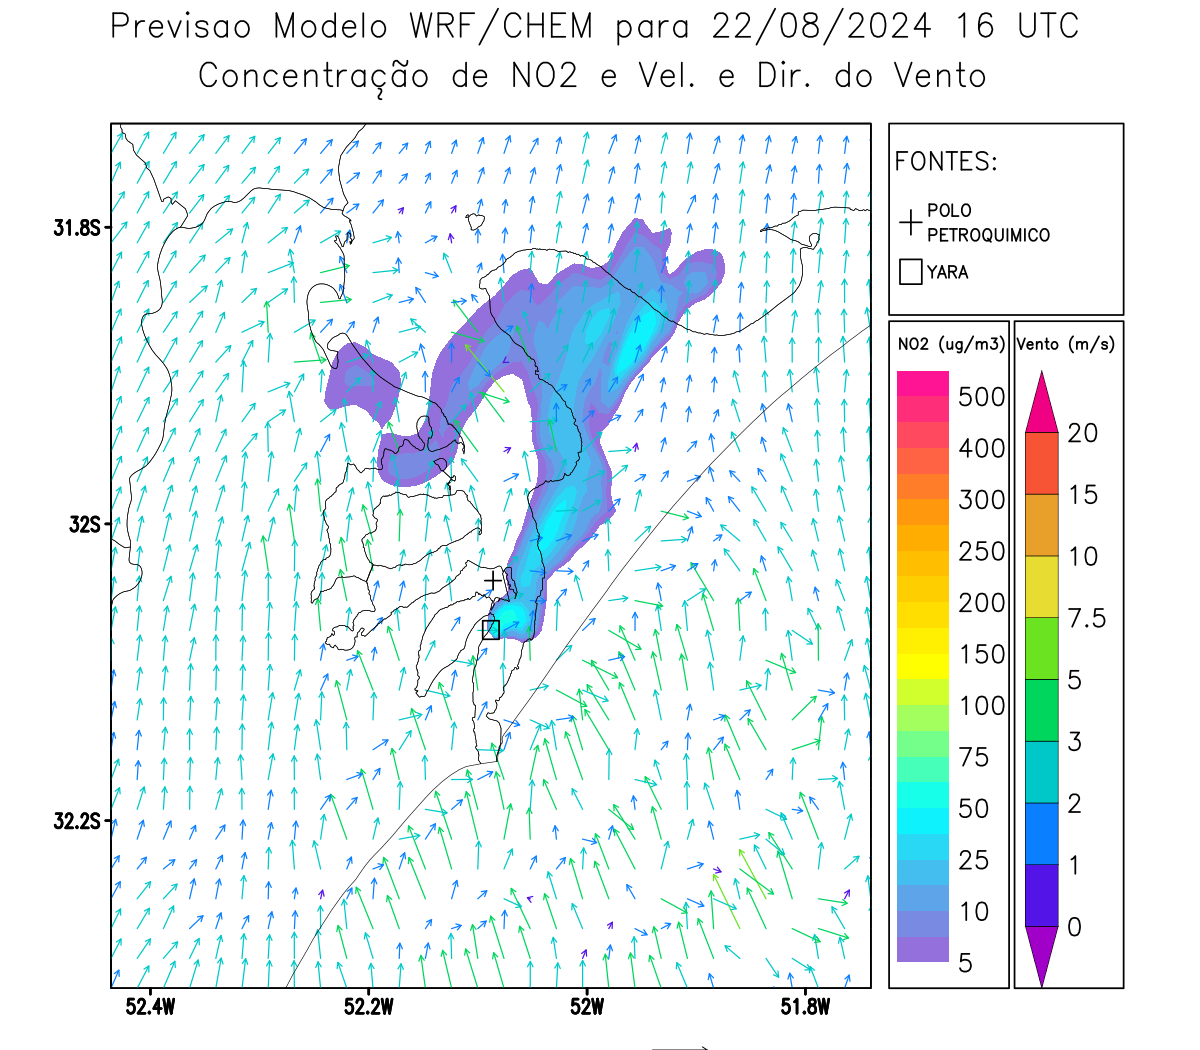 Previsao Modelo WRF/CHEM para 22/08/2024 16 UTC
Concentração de NO2 e Vel. e Dir. do Vento
FONTES:
POLO
PETROQUIMICO
YARA
NO2 (ug/m3)
500
400
300
250
200
150
100
75
50
25
10
5
Vento (m/s)
20
15
10
7.5
5
3
2
1
0
31.8S
32S
32.2S
52.4W
52.2W
52W
51.8W